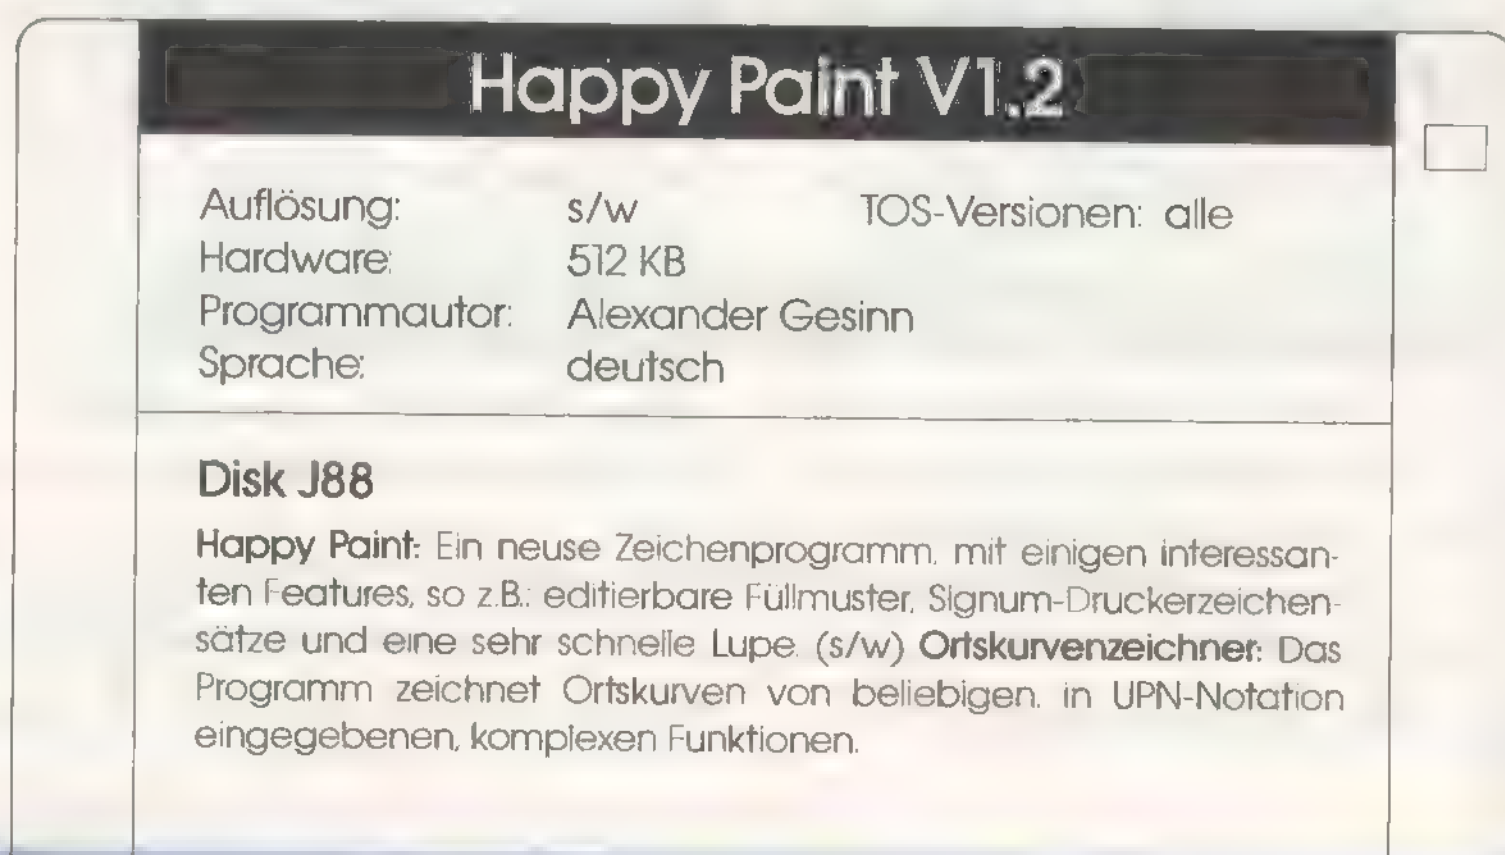 Happy Paint V1.2
Auflösung: s/w TOS-Versionen: alle
Hardware: 512 KB
Programmautor: Alexander Gesinn
Sprache: deutsch
Disk J88
Happy Paint: Ein neuse Zeichenprogramm, mit einigen interessan-
ten Features, so z.B.: editierbare Füllmuster, Signum-Druckerzeichen-
sätze und eine sehr schnelle Lupe. (s/w) Ortskurvenzeichner: Das
Programm zeichnet Ortskurven von beliebigen, in UPN-Notation
eingegebenen, komplexen Funktionen.